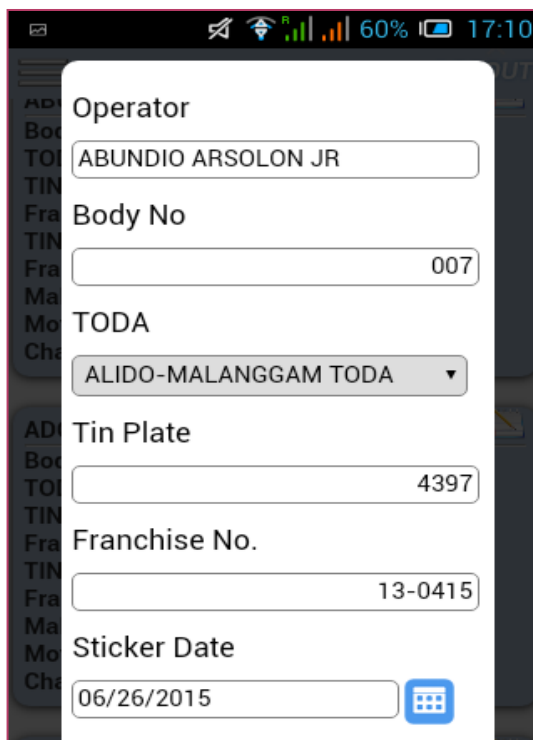 60% 17:10
OUT
Operator
ABUNDIO ARSOLON JR
Body No
007
TODA
ALIDO-MALANGGAM TODA
Tin Plate
4397
Franchise No.
13-0415
Sticker Date
06/26/2015